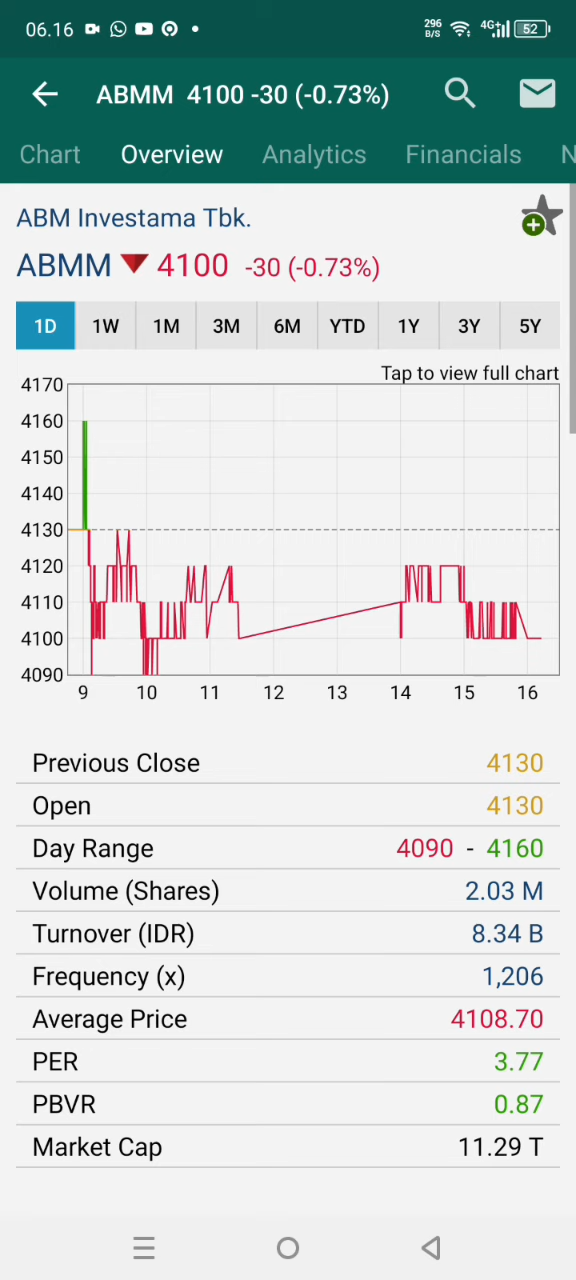 06.16 296 B/S 4G+ 52
ABMM 4100 -30 (-0.73%)
Chart Overview Analytics Financials N
ABM Investama Tbk.
ABMM 4100 -30 (-0.73%)
1D 1W 1M 3M 6M YTD 1Y 3Y 5Y
Tap to view full chart
4170
4160
4150
4140
4130
4120
4110
4100
4090
9 10 11 12 13 14 15 16
Previous Close 4130
Open 4130
Day Range 4090 - 4160
Volume (Shares) 2.03 M
Turnover (IDR) 8.34 B
Frequency (x) 1,206
Average Price 4108.70
PER 3.77
PBVR 0.87
Market Cap 11.29 T